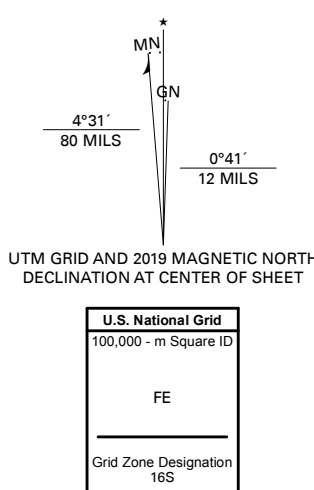 MN
GN
4°31´
80 MILS
0°41´
12 MILS
UTM GRID AND 2019 MAGNETIC NORTH
DECLINATION AT CENTER OF SHEET
U.S. National Grid
100,000 - m Square ID
FE
Grid Zone Designation
16S